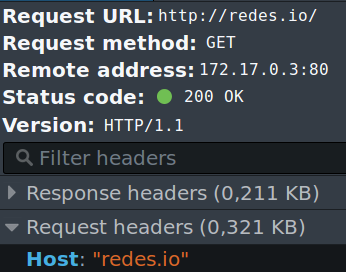 Request URL: http://redes.io/
Request method: GET
Remote address: 172.17.0.3:80
Status code: 200 OK
Version: HTTP/1.1
Filter headers
Response headers (0,211 KB)
Request headers (0,321 KB)
Host: "redes.io"